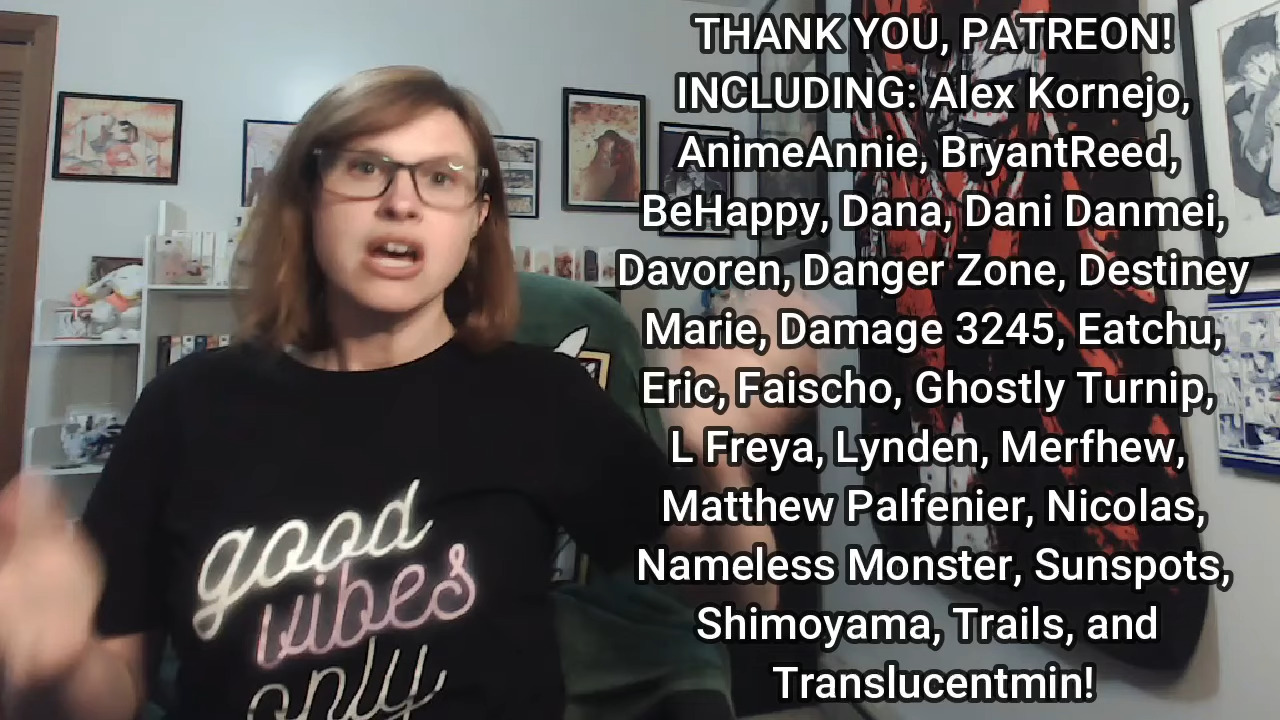 THANK YOU, PATREON!
INCLUDING: Alex Kornejo,
AnimeAnnie, BryantReed,
BeHappy, Dana, Dani Danmei,
Davoren, Danger Zone, Destiney
Marie, Damage 3245, Eatchu,
Eric, Faischo, Ghostly Turnip,
L Freya, Lynden, Merfhew,
Matthew Palfenier, Nicolas,
Nameless Monster, Sunspots,
Shimoyama, Trails, and
Translucentmin!
good
vibes
only